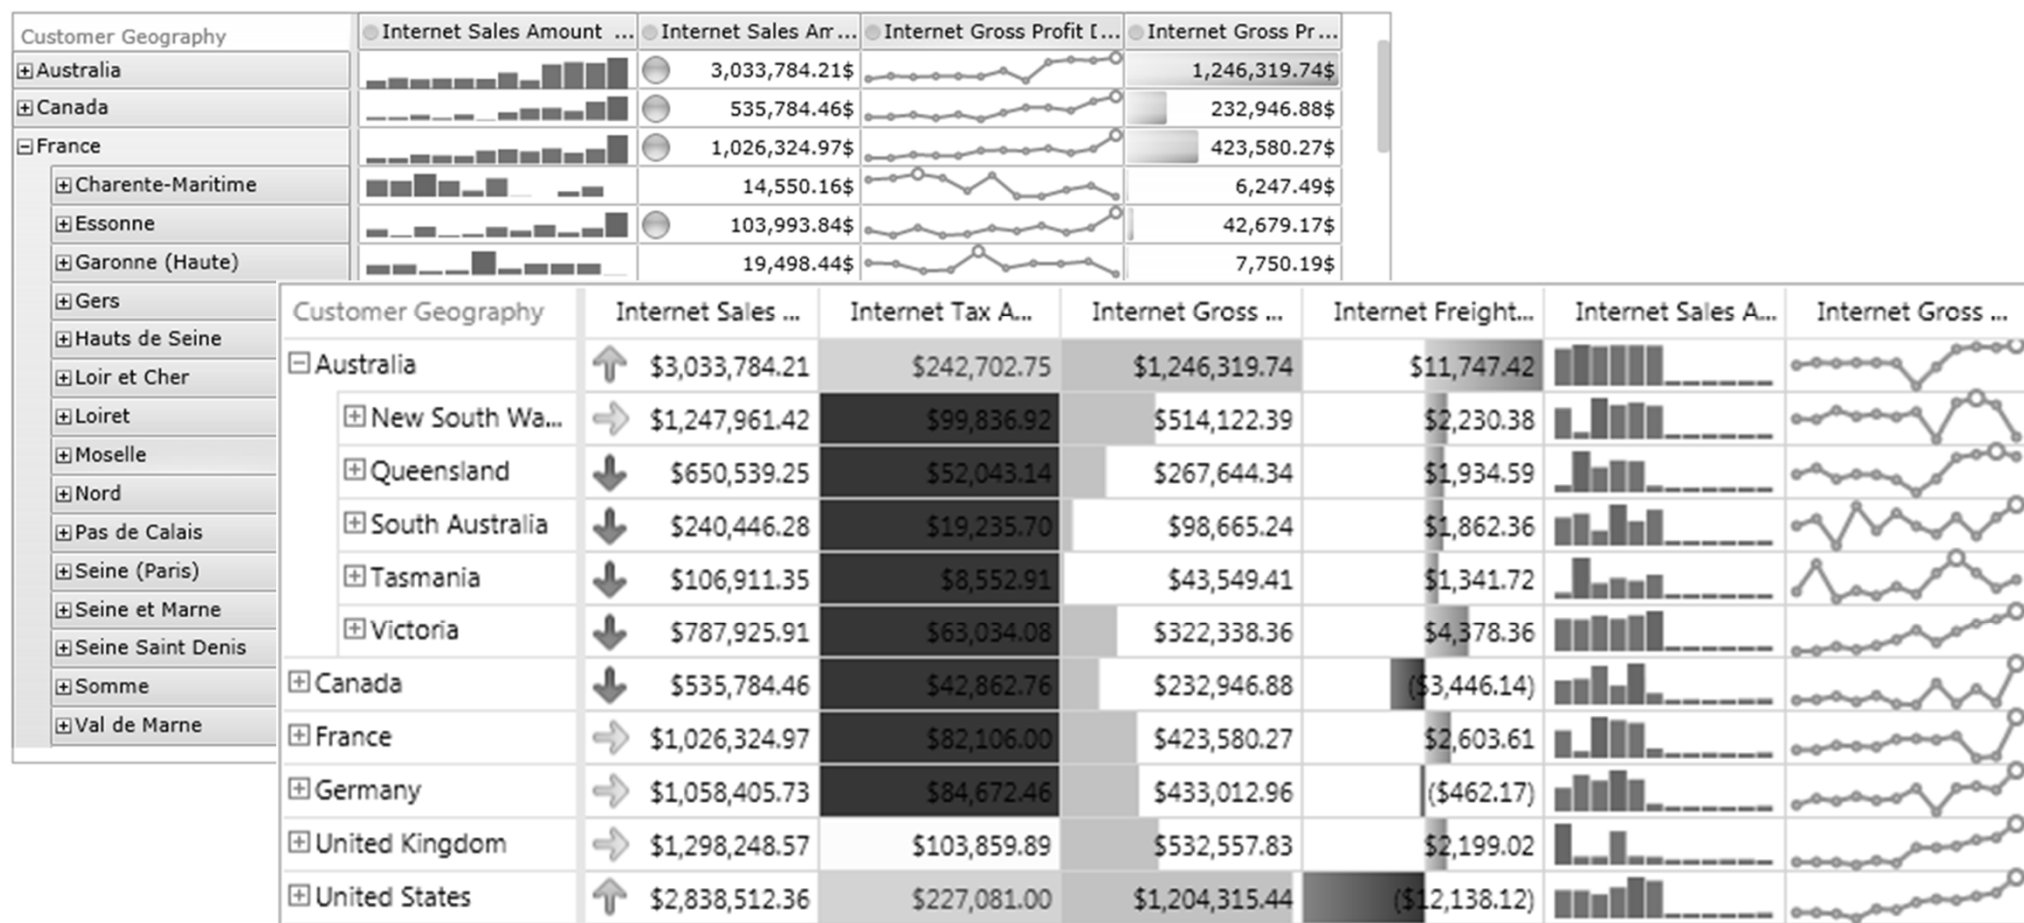 Customer Geography Internet Sales Amount ... Internet Sales Am... Internet Gross Profit [... Internet Gross Pr...
Australia 3,033,784.21$ 1,246,319.74$
Canada 535,784.46$ 232,946.88$
France 1,026,324.97$ 423,580.27$
Charente-Maritime 14,550.16$ 6,247.49$
Essonne 103,993.84$ 42,679.17$
Garonne (Haute) 19,498.44$ 7,750.19$
Gers
Hauts de Seine
Loir et Cher
Loiret
Moselle
Nord
Pas de Calais
Seine (Paris)
Seine et Marne
Seine Saint Denis
Somme
Val de Marne
Customer Geography Internet Sales ... Internet Tax A... Internet Gross ... Internet Freight... Internet Sales A... Internet Gross ...
Australia $3,033,784.21 $242,702.75 $1,246,319.74 $11,747.42
New South Wa... $1,247,961.42 $99,836.92 $514,122.39 $2,230.38
Queensland $650,539.25 $52,043.14 $267,644.34 $1,934.59
South Australia $240,446.28 $19,235.70 $98,665.24 $1,862.36
Tasmania $106,911.35 $8,552.91 $43,549.41 $1,341.72
Victoria $787,925.91 $63,034.08 $322,338.36 $4,378.36
Canada $535,784.46 $42,862.76 $232,946.88 ($3,446.14)
France $1,026,324.97 $82,106.00 $423,580.27 $2,603.61
Germany $1,058,405.73 $84,672.46 $433,012.96 ($462.17)
United Kingdom $1,298,248.57 $103,859.89 $532,557.83 $2,199.02
United States $2,838,512.36 $227,081.00 $1,204,315.44 ($12,138.12)